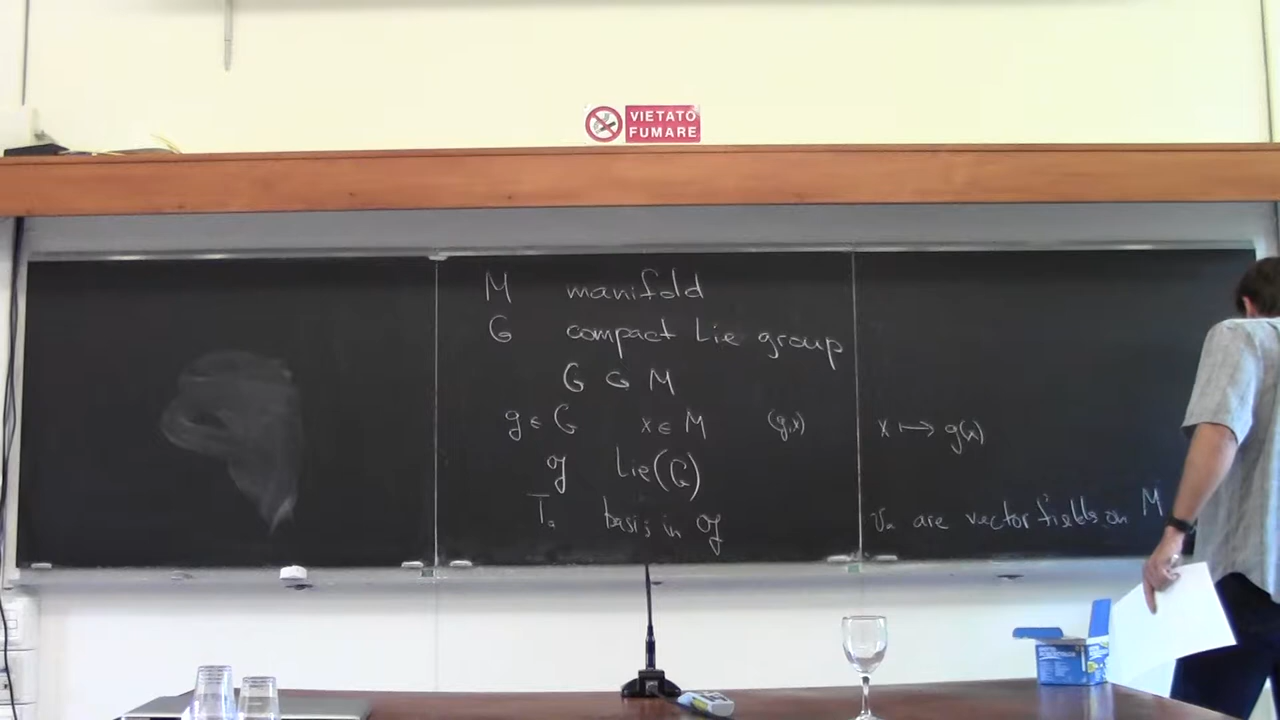 VIETATO
FUMARE
M manifold
G compact Lie group
G G M
g ∈ G x ∈ M (g,x) x ↦ g(x)
𝔤 Lie(G)
Tₐ basis in 𝔤 vₐ are vector fields on M